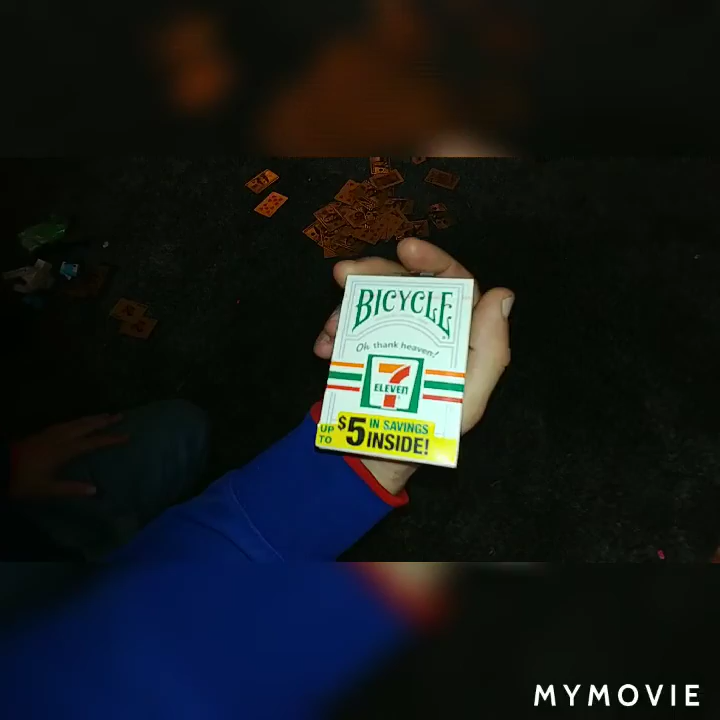 BICYCLE
Oh thank heaven!
7
ELEVEN
UP TO $5 IN SAVINGS INSIDE!
MYMOVIE